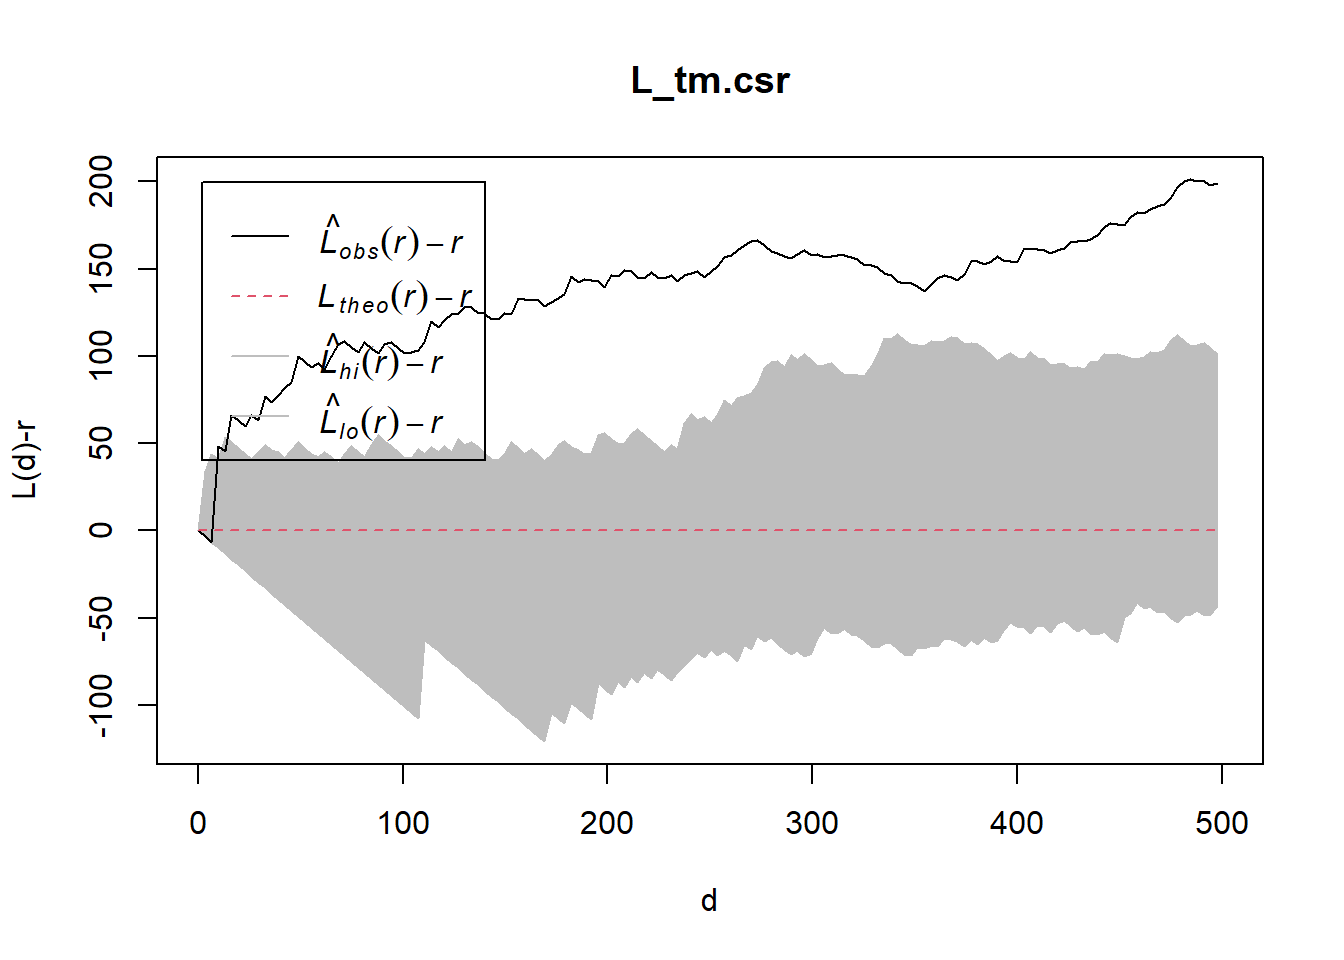 L_tm.csr
L(d)-r
200
150
100
50
0
-50
-100
L̂obs(r) − r
Ltheo(r) − r
L̂hi(r) − r
L̂lo(r) − r
0 100 200 300 400 500
d